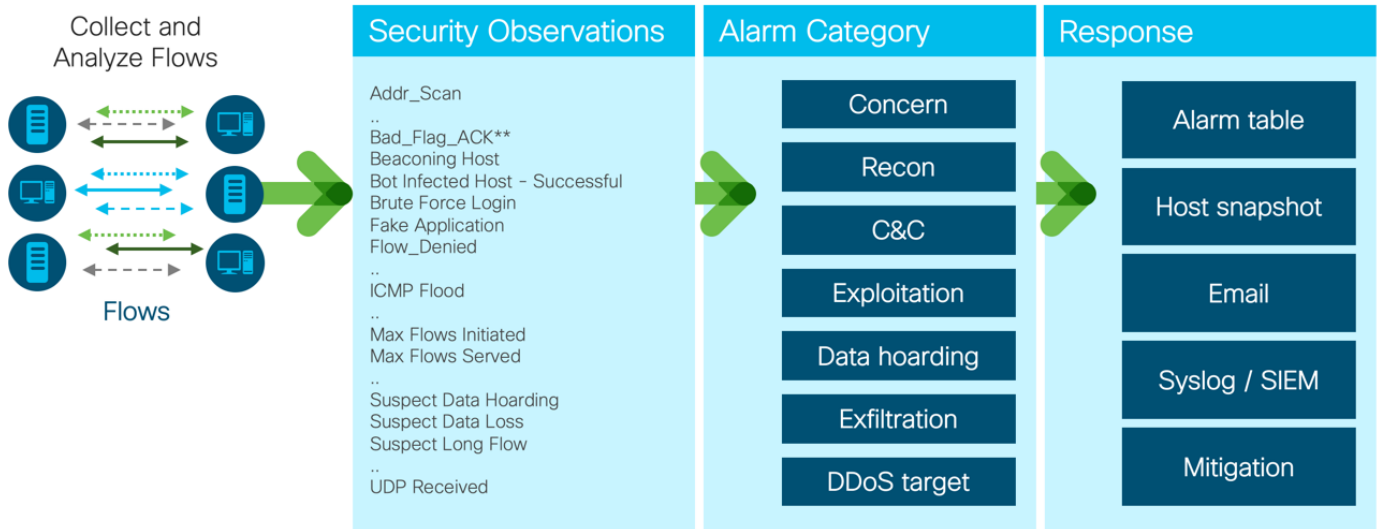 Collect and
Analyze Flows
Flows
Security Observations
Addr_Scan
..
Bad_Flag_ACK**
Beaconing Host
Bot Infected Host – Successful
Brute Force Login
Fake Application
Flow_Denied
..
ICMP Flood
..
Max Flows Initiated
Max Flows Served
..
Suspect Data Hoarding
Suspect Data Loss
Suspect Long Flow
..
UDP Received
Alarm Category
Concern
Recon
C&C
Exploitation
Data hoarding
Exfiltration
DDoS target
Response
Alarm table
Host snapshot
Email
Syslog / SIEM
Mitigation